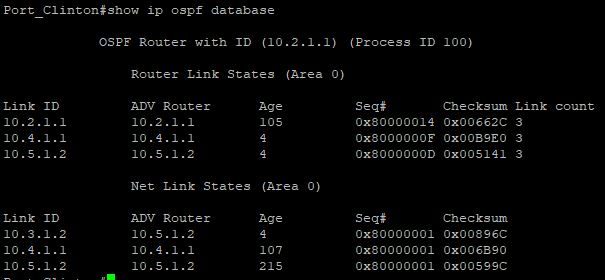 Port_Clinton#show ip ospf database
OSPF Router with ID (10.2.1.1) (Process ID 100)
Router Link States (Area 0)
Link ID ADV Router Age Seq# Checksum Link count
10.2.1.1 10.2.1.1 105 0x80000014 0x00662C 3
10.4.1.1 10.4.1.1 4 0x8000000F 0x00B9E0 3
10.5.1.2 10.5.1.2 4 0x8000000D 0x005141 3
Net Link States (Area 0)
Link ID ADV Router Age Seq# Checksum
10.3.1.2 10.5.1.2 4 0x80000001 0x00896C
10.4.1.1 10.4.1.1 107 0x80000001 0x006B90
10.5.1.2 10.5.1.2 215 0x80000001 0x00599C
Port_Clinton#